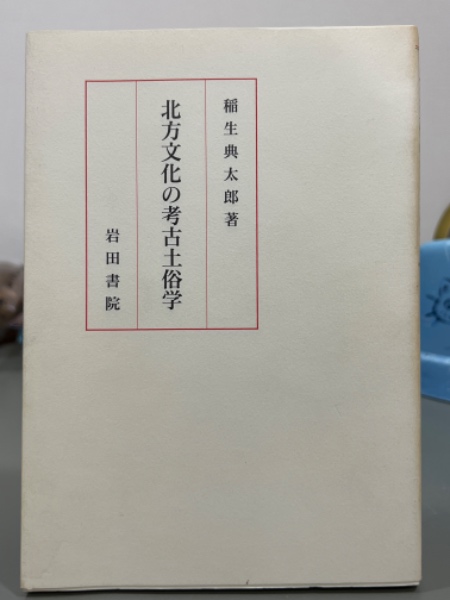 稲生典太郎著
北方文化の考古土俗学
岩田書院